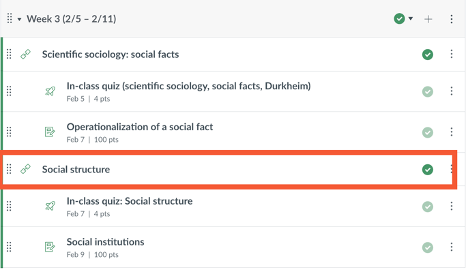 Week 3 (2/5 – 2/11)
Scientific sociology: social facts
In-class quiz (scientific sociology, social facts, Durkheim)
Feb 5 | 4 pts
Operationalization of a social fact
Feb 7 | 100 pts
Social structure
In-class quiz: Social structure
Feb 7 | 4 pts
Social institutions
Feb 9 | 100 pts